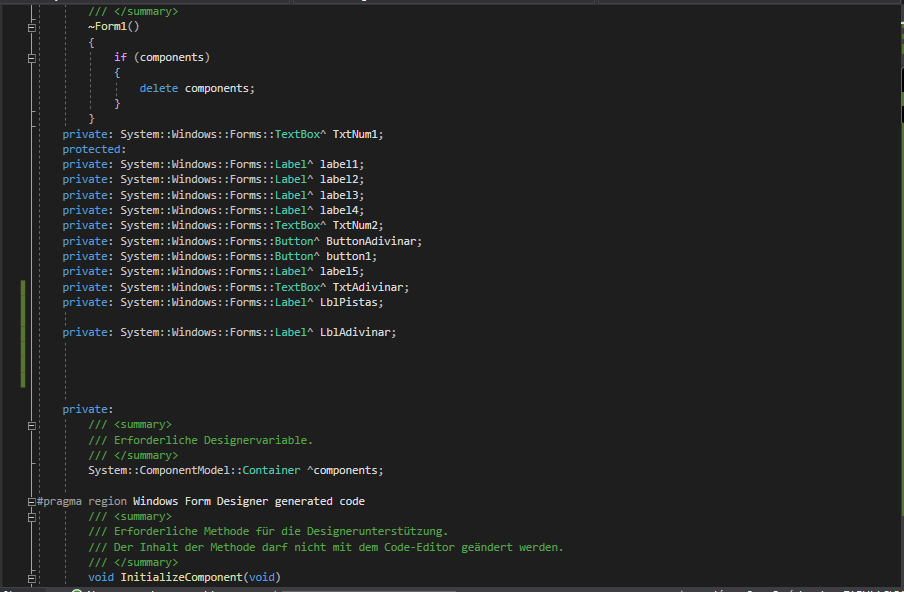 /// </summary>
~Form1()
{
if (components)
{
delete components;
}
}
private: System::Windows::Forms::TextBox^ TxtNum1;
protected:
private: System::Windows::Forms::Label^ label1;
private: System::Windows::Forms::Label^ label2;
private: System::Windows::Forms::Label^ label3;
private: System::Windows::Forms::Label^ label4;
private: System::Windows::Forms::TextBox^ TxtNum2;
private: System::Windows::Forms::Button^ ButtonAdivinar;
private: System::Windows::Forms::Button^ button1;
private: System::Windows::Forms::Label^ label5;
private: System::Windows::Forms::TextBox^ TxtAdivinar;
private: System::Windows::Forms::Label^ LblPistas;
private: System::Windows::Forms::Label^ LblAdivinar;
private:
/// <summary>
/// Erforderliche Designervariable.
/// </summary>
System::ComponentModel::Container ^components;
#pragma region Windows Form Designer generated code
/// <summary>
/// Erforderliche Methode für die Designerunterstützung.
/// Der Inhalt der Methode darf nicht mit dem Code-Editor geändert werden.
/// </summary>
void InitializeComponent(void)